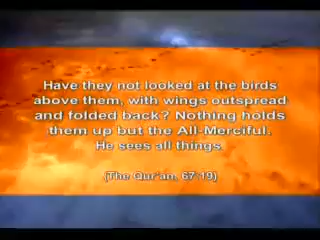 Have they not looked at the birds
above them, with wings outspread
and folded back? Nothing holds
them up but the All-Merciful.
He sees all things.
(The Qur'an, 67:19)